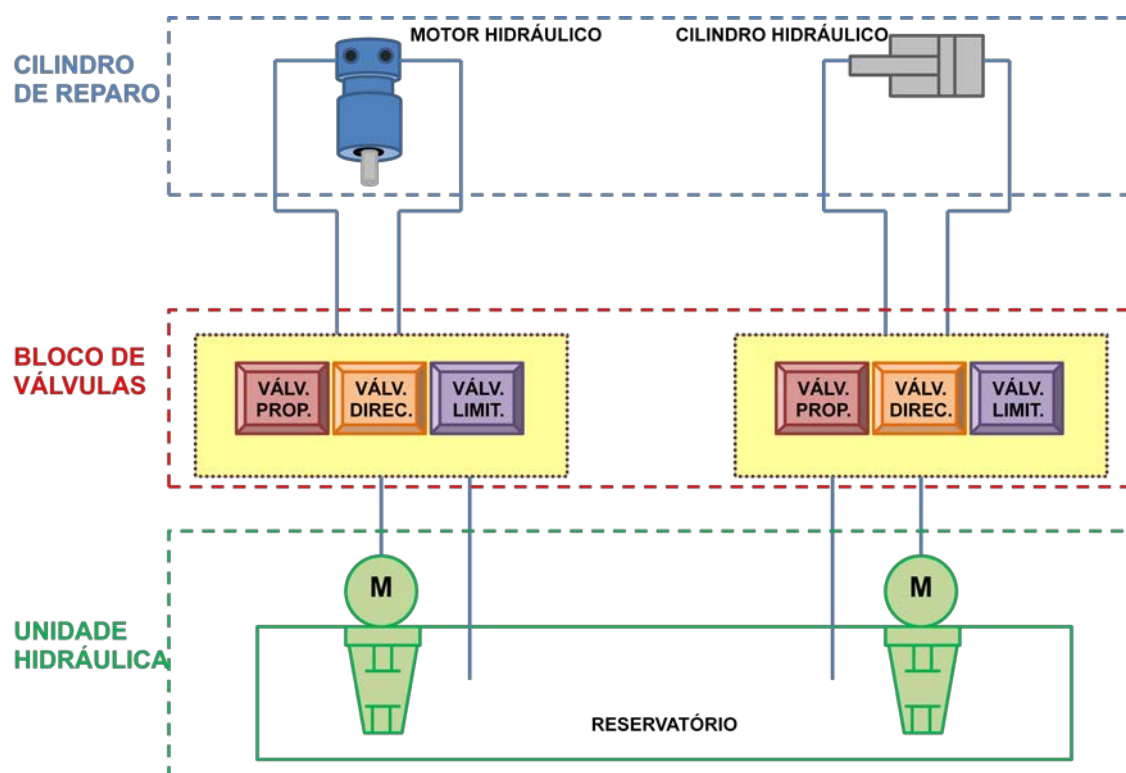 MOTOR HIDRÁULICO
CILINDRO HIDRÁULICO
CILINDRO
DE REPARO
BLOCO DE
VÁLVULAS
VÁLV.
PROP.
VÁLV.
DIREC.
VÁLV.
LIMIT.
VÁLV.
PROP.
VÁLV.
DIREC.
VÁLV.
LIMIT.
M
M
UNIDADE
HIDRÁULICA
RESERVATÓRIO